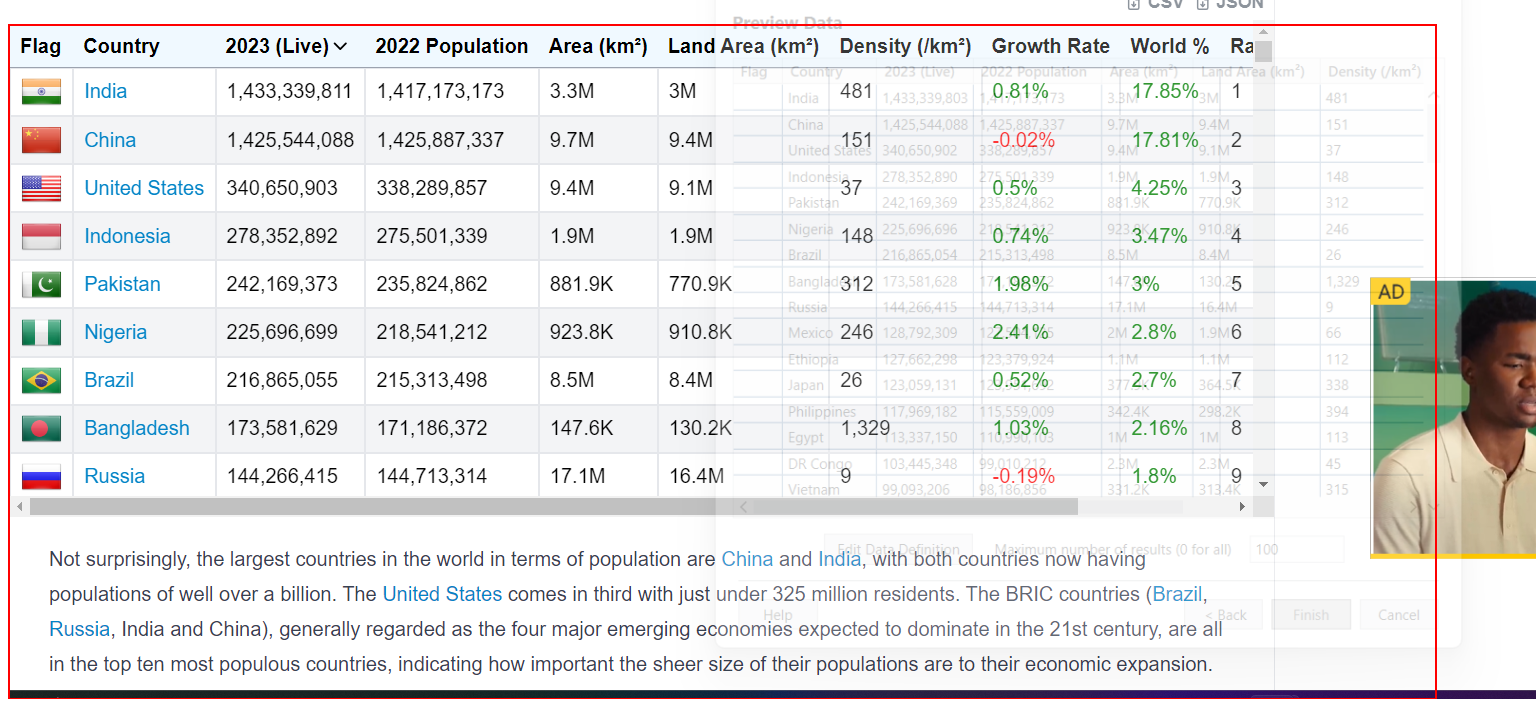 CSV JSON
Preview Data
Flag Country 2023 (Live) 2022 Population Area (km²) Land Area (km²) Density (/km²) Growth Rate World % Ra
India 1,433,339,811 1,417,173,173 3.3M 3M 481 0.81% 17.85% 1
China 1,425,544,088 1,425,887,337 9.7M 9.4M 151 -0.02% 17.81% 2
United States 340,650,903 338,289,857 9.4M 9.1M 37 0.5% 4.25% 3
Indonesia 278,352,892 275,501,339 1.9M 1.9M 148 0.74% 3.47% 4
Pakistan 242,169,373 235,824,862 881.9K 770.9K 312 1.98% 3% 5
Nigeria 225,696,699 218,541,212 923.8K 910.8K 246 2.41% 2.8% 6
Brazil 216,865,055 215,313,498 8.5M 8.4M 26 0.52% 2.7% 7
Bangladesh 173,581,629 171,186,372 147.6K 130.2K 1,329 1.03% 2.16% 8
Russia 144,266,415 144,713,314 17.1M 16.4M 9 -0.19% 1.8% 9
Flag Country 2023 (Live) 2022 Population Area (km²) Land Area (km²) Density (/km²)
India 1,433,339,803 3.3M 3M 481
China 1,425,544,088 1,425,887,337 9.7M 9.4M 151
United States 340,650,902 338,289,857 9.4M 9.1M 37
Indonesia 278,352,890 275,501,339 1.9M 1.9M 148
Pakistan 242,169,369 235,824,862 881.9K 770.9K 312
Nigeria 225,696,696 910.8K 246
Brazil 216,865,054 215,313,498 8.5M 8.4M 26
173,581,628 1,329
Russia 144,266,415 144,713,314 17.1M 16.4M 9
Mexico 128,792,309 2M 1.9M 66
Ethiopia 127,662,298 123,379,924 1.1M 1.1M 112
Japan 123,059,131 364.5K 338
Philippines 117,969,182 115,559,009 342.4K 298.2K 394
Egypt 113,337,150 1M 1M 113
DR Congo 103,445,348 99,010,212 2.3M 2.3M 45
Vietnam 99,093,206 98,186,856 331.2K 313.4K 315
AD
Edit Data Definition Maximum number of results (0 for all) 100
Not surprisingly, the largest countries in the world in terms of population are China and India, with both countries now having
populations of well over a billion. The United States comes in third with just under 325 million residents. The BRIC countries (Brazil,
Help < Back Finish Cancel
Russia, India and China), generally regarded as the four major emerging economies expected to dominate in the 21st century, are all
in the top ten most populous countries, indicating how important the sheer size of their populations are to their economic expansion.